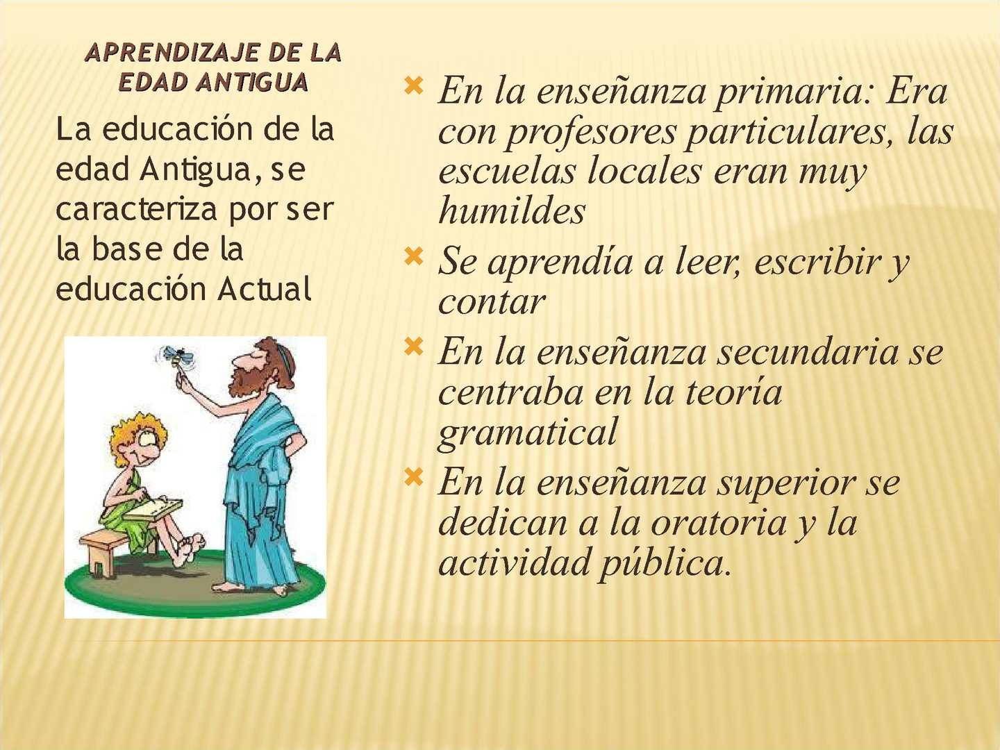 APRENDIZAJE DE LA
EDAD ANTIGUA
La educación de la
edad Antigua, se
caracteriza por ser
la base de la
educación Actual
En la enseñanza primaria: Era
con profesores particulares, las
escuelas locales eran muy
humildes
Se aprendía a leer, escribir y
contar
En la enseñanza secundaria se
centraba en la teoría
gramatical
En la enseñanza superior se
dedican a la oratoria y la
actividad pública.